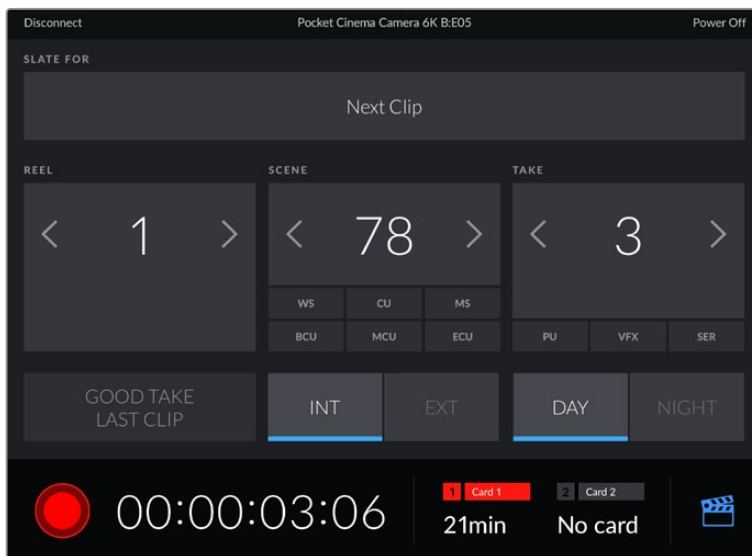 Disconnect Pocket Cinema Camera 6K B:E05 Power Off
SLATE FOR
Next Clip
REEL SCENE TAKE
1 78 3
WS CU MS
BCU MCU ECU PU VFX SER
GOOD TAKE
LAST CLIP
INT EXT DAY NIGHT
00:00:03:06
1 Card 1 2 Card 2
21min No card